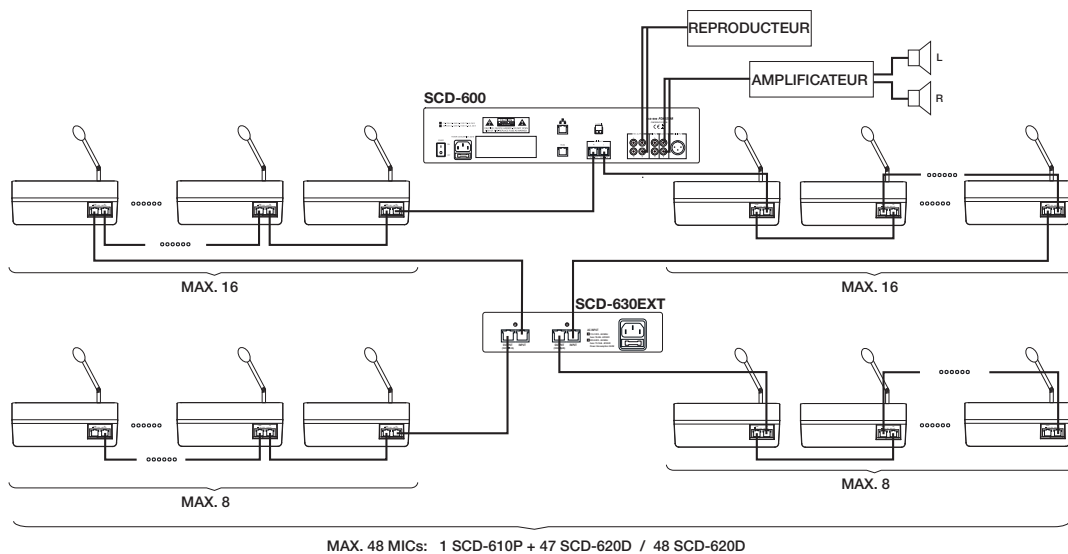 REPRODUCTEUR
AMPLIFICATEUR
L
R
SCD-600
MAX. 16
MAX. 16
SCD-630EXT
MAX. 8
MAX. 8
MAX. 48 MICs: 1 SCD-610P + 47 SCD-620D / 48 SCD-620D